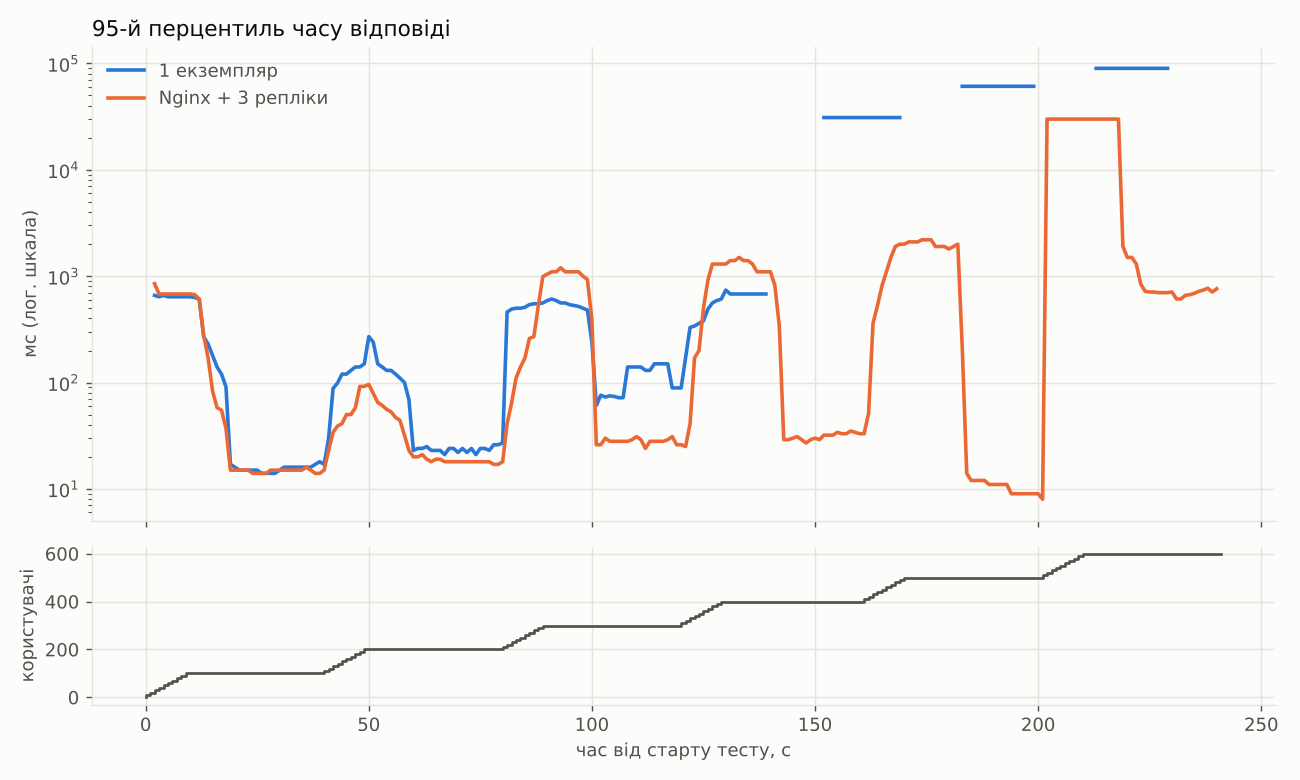 95-й перцентиль часу відповіді
1 екземпляр
Nginx + 3 репліки
мс (лог. шкала)
10⁵
10⁴
10³
10²
10¹
користувачі
600
400
200
0
0 50 100 150 200 250
час від старту тесту, с